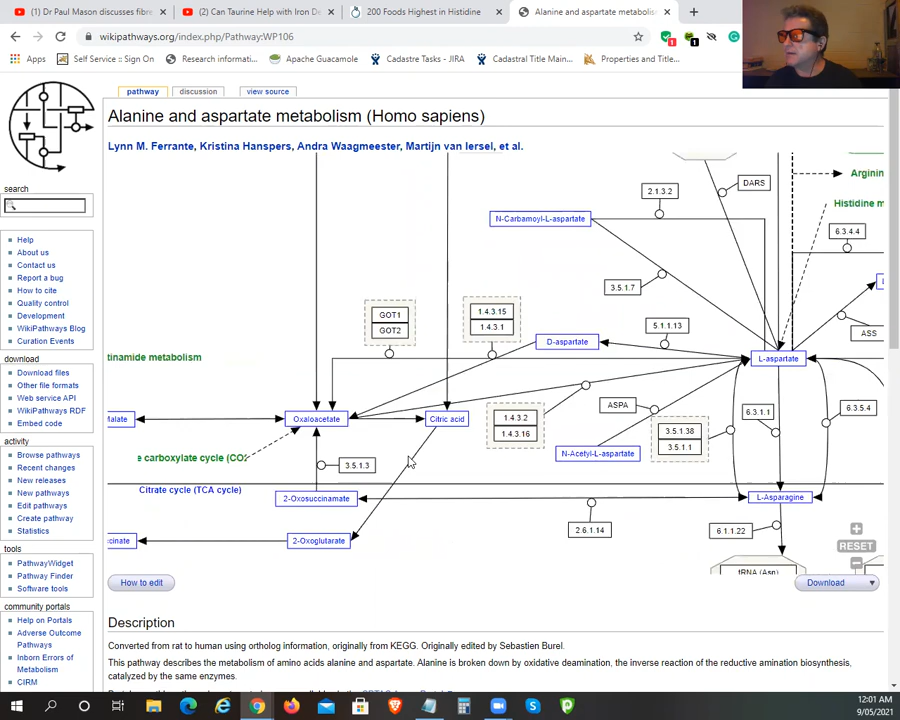 (1) Dr Paul Mason discusses fibre
(2) Can Taurine Help with Iron De
200 Foods Highest in Histidine
Alanine and aspartate metabolis
wikipathways.org/index.php/Pathway:WP106
Apps
Self Service :: Sign On
Research informati...
Apache Guacamole
Cadastre Tasks - JIRA
Cadastral Title Main...
Properties and Title...
pathway
discussion
view source
Alanine and aspartate metabolism (Homo sapiens)
Lynn M. Ferrante, Kristina Hanspers, Andra Waagmeester, Martijn van Iersel, et al.
search
Help
About us
Contact us
Report a bug
How to cite
Quality control
Development
WikiPathways Blog
Curation Events
download
Download files
Other file formats
Web service API
WikiPathways RDF
Embed code
activity
Browse pathways
Recent changes
New releases
New pathways
Edit pathways
Create pathway
Statistics
tools
PathwayWidget
Pathway Finder
Software tools
community portals
Help on Portals
Adverse Outcome
Pathways
Inborn Errors of
Metabolism
CIRM
DARS
Arginin
2.1.3.2
Histidine m
N-Carbamoyl-L-aspartate
6.3.4.4
3.5.1.7
GOT1
GOT2
1.4.3.15
1.4.3.1
5.1.1.13
D-aspartate
ASS
tinamide metabolism
L-aspartate
ASPA
6.3.1.1
6.3.5.4
Malate
Oxaloacetate
Citric acid
1.4.3.2
1.4.3.16
3.5.1.38
3.5.1.1
N-Acetyl-L-aspartate
e carboxylate cycle (CO2
3.5.1.3
Citrate cycle (TCA cycle)
2-Oxosuccinamate
L-Asparagine
2.6.1.14
6.1.1.22
ccinate
2-Oxoglutarate
RESET
tRNA (Asn)
How to edit
Download
Description
Converted from rat to human using ortholog information, originally from KEGG. Originally edited by Sebastien Burel.
This pathway describes the metabolism of amino acids alanine and aspartate. Alanine is broken down by oxidative deamination, the inverse reaction of the reductive amination biosynthesis,
catalyzed by the same enzymes.
12:01 AM
9/05/2021